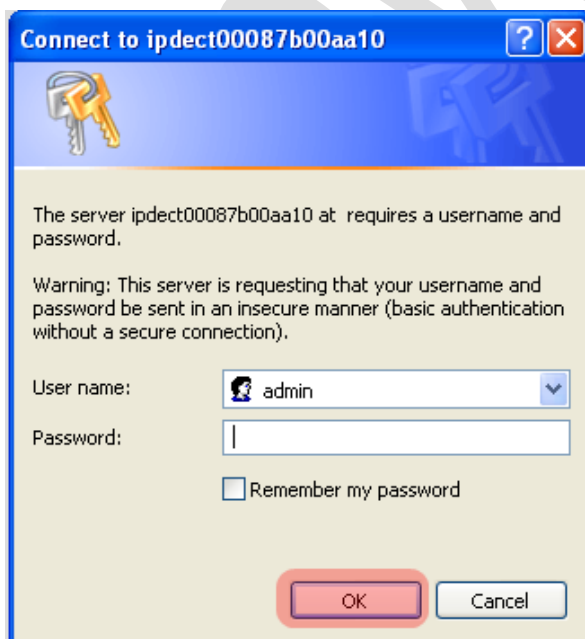 Connect to ipdect00087b00aa10
The server ipdect00087b00aa10 at requires a username and
password.
Warning: This server is requesting that your username and
password be sent in an insecure manner (basic authentication
without a secure connection).
User name:
admin
Password:
Remember my password
OK
Cancel